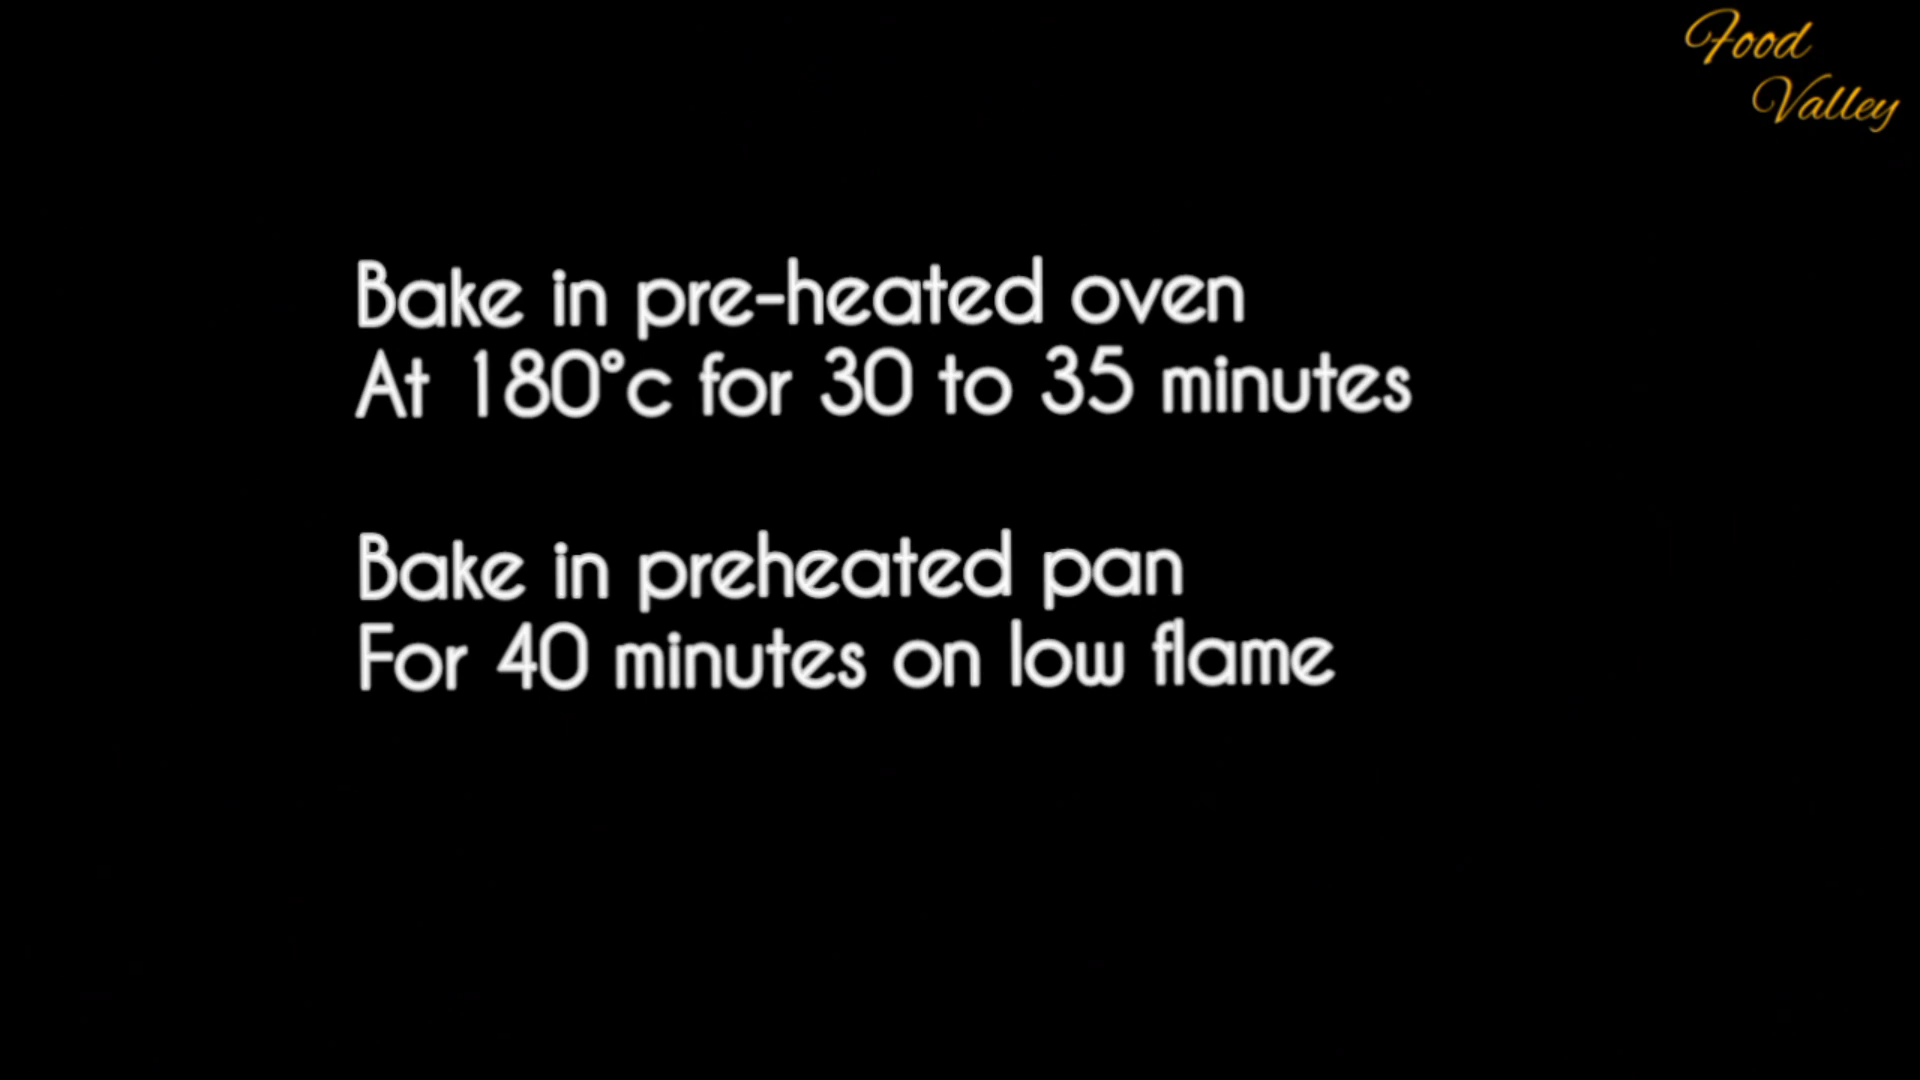 Food
Valley
Bake in pre-heated oven
At 180°c for 30 to 35 minutes
Bake in preheated pan
For 40 minutes on low flame